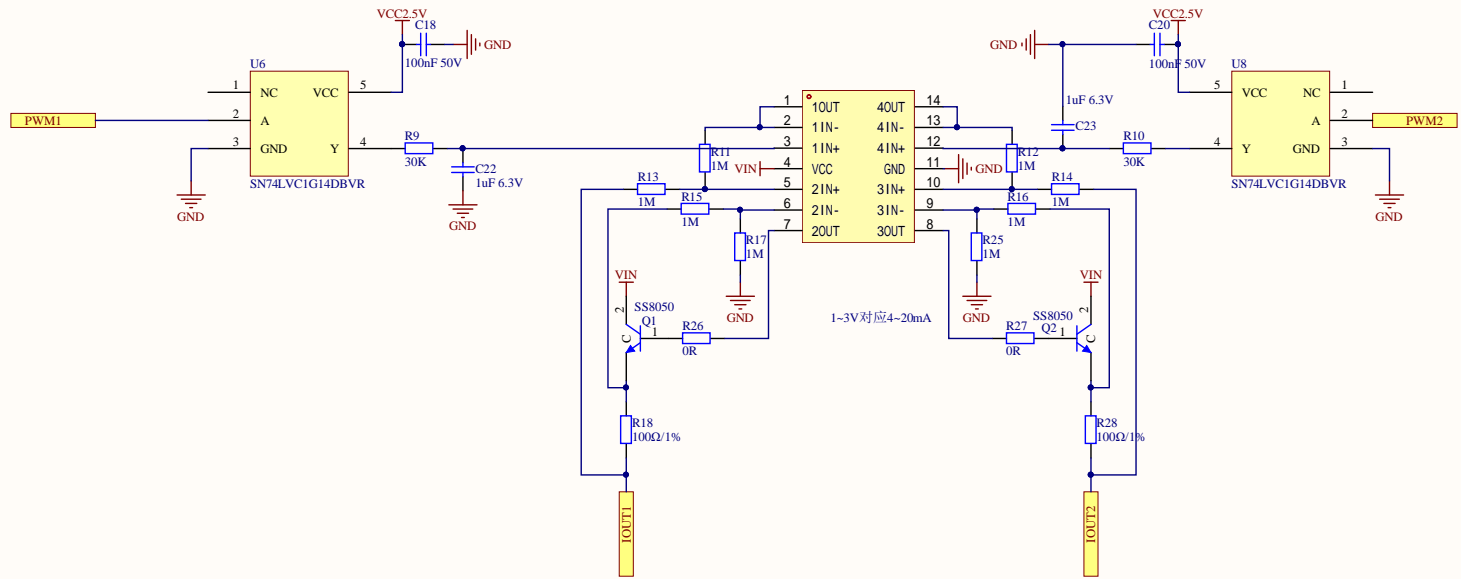 VCC2.5V
C18
GND
100nF 50V
U6
1
NC
VCC
5
PWM1
2
A
3
GND
Y
4
SN74LVC1G14DBVR
GND
R9
30K
C22
1uF 6.3V
GND
VCC2.5V
C20
GND
100nF 50V
U8
5
VCC
NC
1
A
2
PWM2
4
Y
GND
3
SN74LVC1G14DBVR
GND
1uF 6.3V
C23
R10
30K
1
1OUT
4OUT
14
2
1IN-
4IN-
13
3
1IN+
4IN+
12
VIN
4
VCC
GND
11
GND
5
2IN+
3IN+
10
6
2IN-
3IN-
9
7
2OUT
3OUT
8
R11
1M
R12
1M
R13
1M
R14
1M
R15
1M
R16
1M
R17
1M
GND
R25
1M
GND
1~3V对应4~20mA
VIN
2
SS8050
Q1
C
1
R26
0R
R18
100Ω/1%
IOUT1
VIN
2
SS8050
Q2
C
1
R27
0R
R28
100Ω/1%
IOUT2